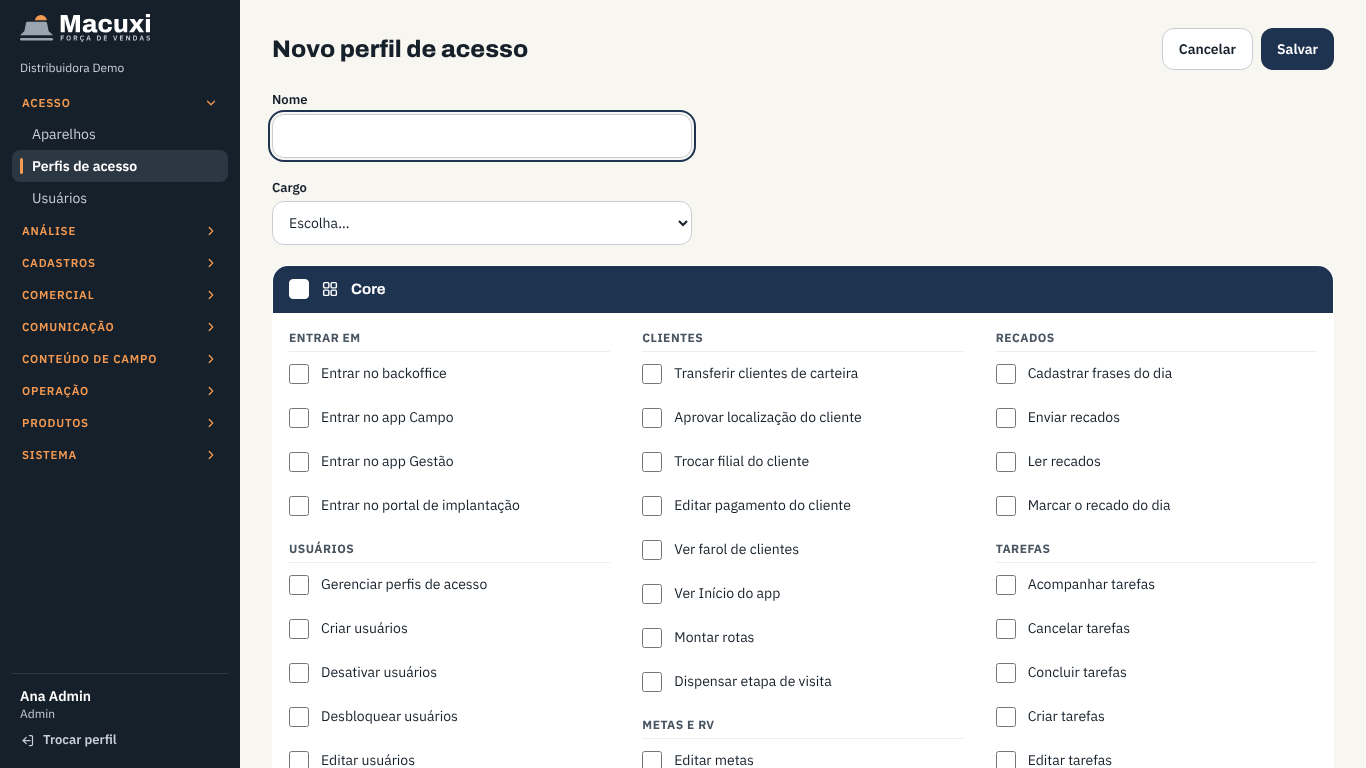 Macuxi
FORÇA DE VENDAS
Distribuidora Demo
ACESSO
Aparelhos
Perfis de acesso
Usuários
ANÁLISE
CADASTROS
COMERCIAL
COMUNICAÇÃO
CONTEÚDO DE CAMPO
OPERAÇÃO
PRODUTOS
SISTEMA
Ana Admin
Admin
Trocar perfil
Novo perfil de acesso
Cancelar
Salvar
Nome
Cargo
Escolha...
Core
ENTRAR EM
Entrar no backoffice
Entrar no app Campo
Entrar no app Gestão
Entrar no portal de implantação
USUÁRIOS
Gerenciar perfis de acesso
Criar usuários
Desativar usuários
Desbloquear usuários
Editar usuários
CLIENTES
Transferir clientes de carteira
Aprovar localização do cliente
Trocar filial do cliente
Editar pagamento do cliente
Ver farol de clientes
Ver Início do app
Montar rotas
Dispensar etapa de visita
METAS E RV
Editar metas
RECADOS
Cadastrar frases do dia
Enviar recados
Ler recados
Marcar o recado do dia
TAREFAS
Acompanhar tarefas
Cancelar tarefas
Concluir tarefas
Criar tarefas
Editar tarefas